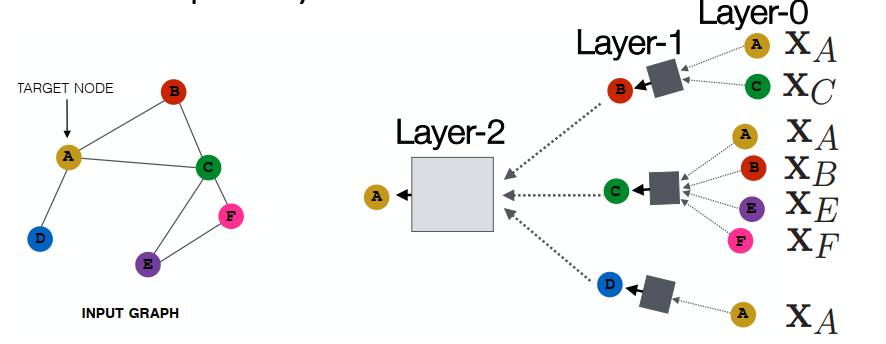 TARGET NODE
A
B
C
D
E
F
INPUT GRAPH
Layer-2
A
Layer-1
B
C
D
Layer-0
A x_A
C x_C
A x_A
B x_B
E x_E
F x_F
A x_A